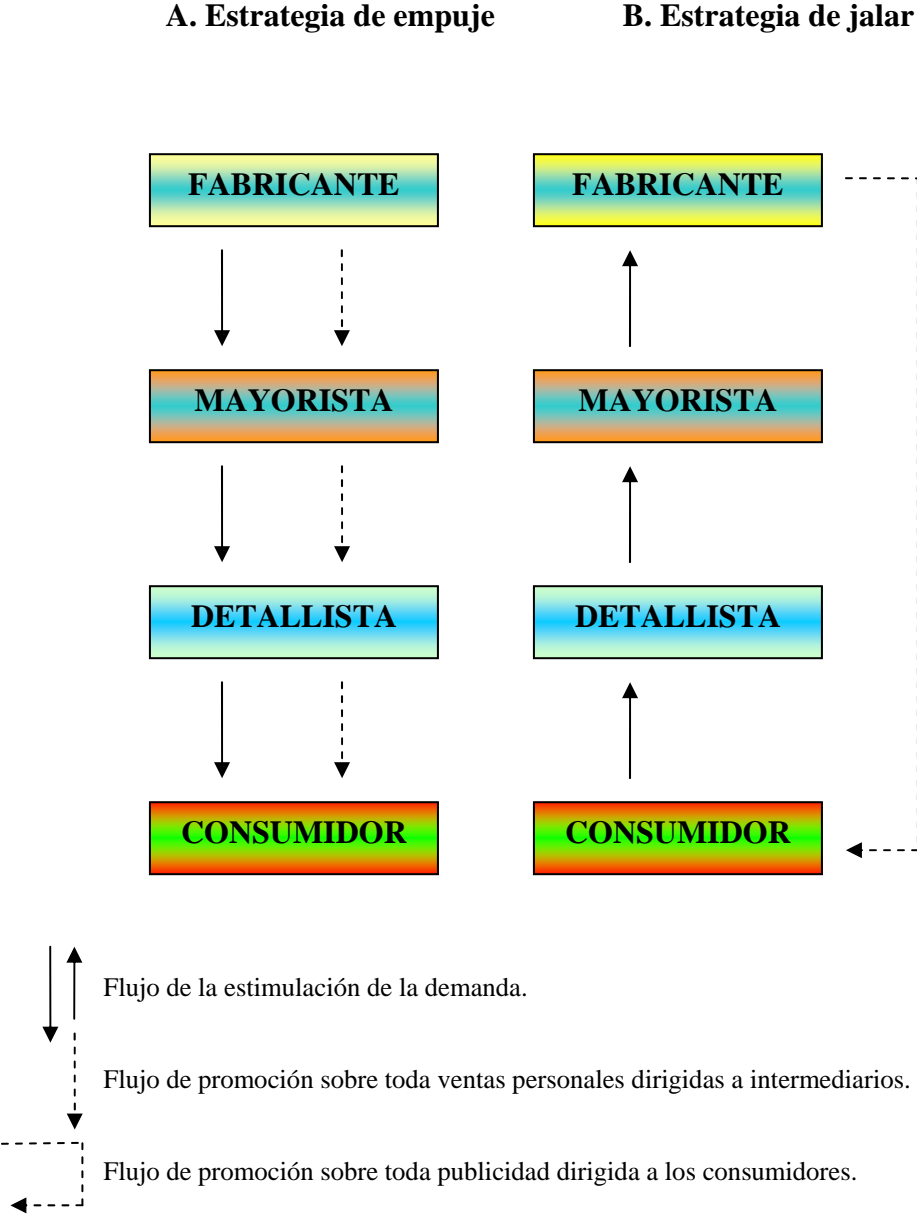 A. Estrategia de empuje B. Estrategia de jalar
FABRICANTE FABRICANTE
MAYORISTA MAYORISTA
DETALLISTA DETALLISTA
CONSUMIDOR CONSUMIDOR
Flujo de la estimulación de la demanda.
Flujo de promoción sobre toda ventas personales dirigidas a intermediarios.
Flujo de promoción sobre toda publicidad dirigida a los consumidores.